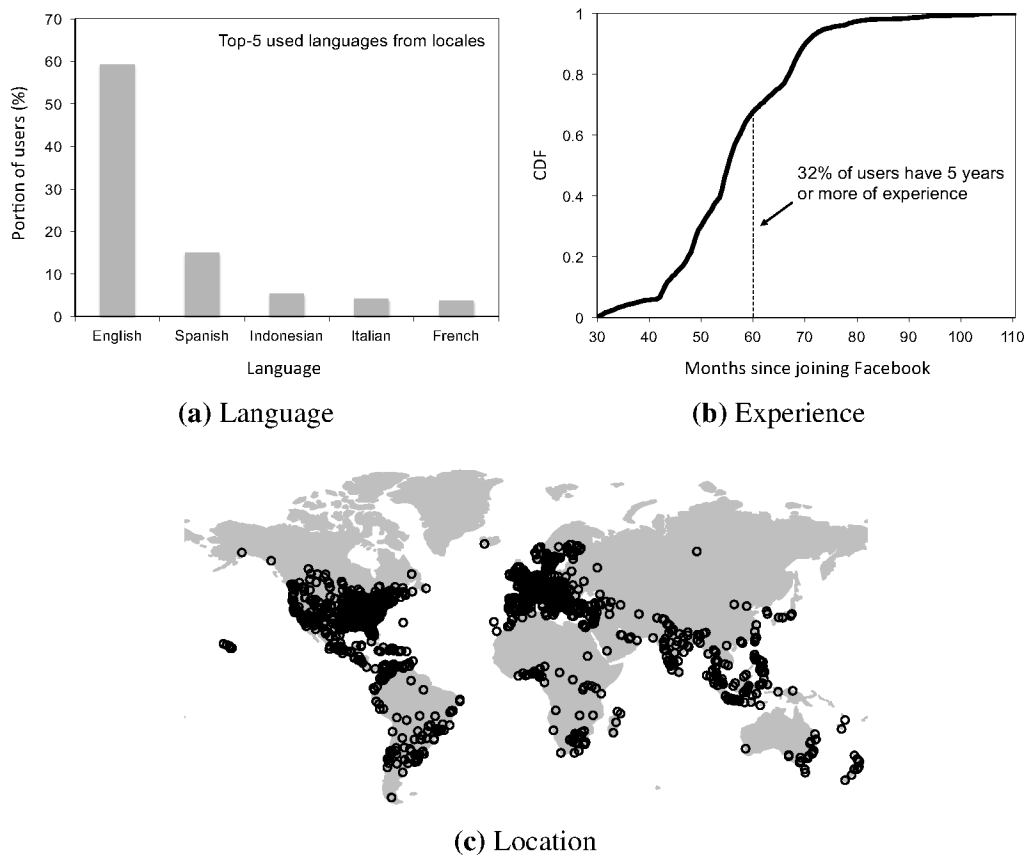 70
60
50
40
30
20
10
0
Portion of users (%)
Top-5 used languages from locales
English Spanish Indonesian Italian French
Language
(a) Language
1
0.8
0.6
0.4
0.2
0
CDF
32% of users have 5 years
or more of experience
30 40 50 60 70 80 90 100 110
Months since joining Facebook
(b) Experience
(c) Location